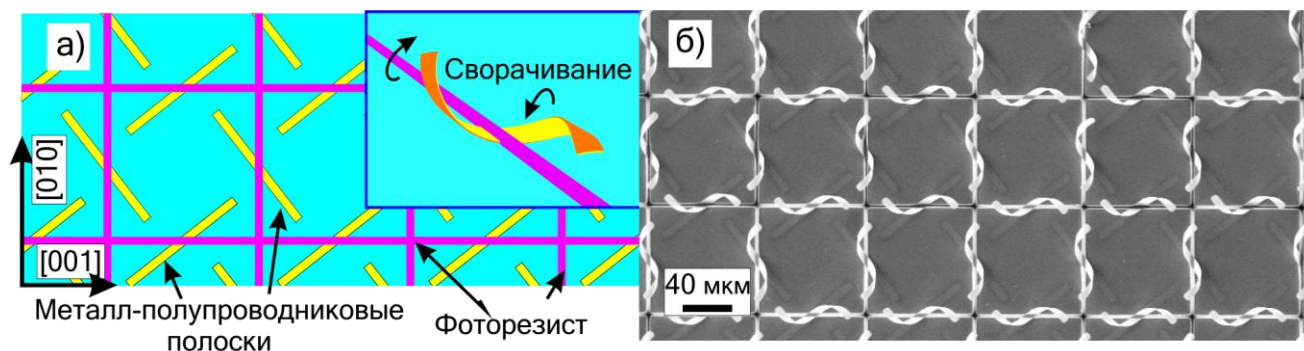 а)
Сворачивание
[010]
[001]
Металл-полупроводниковые
полоски
Фоторезист
б)
40 мкм